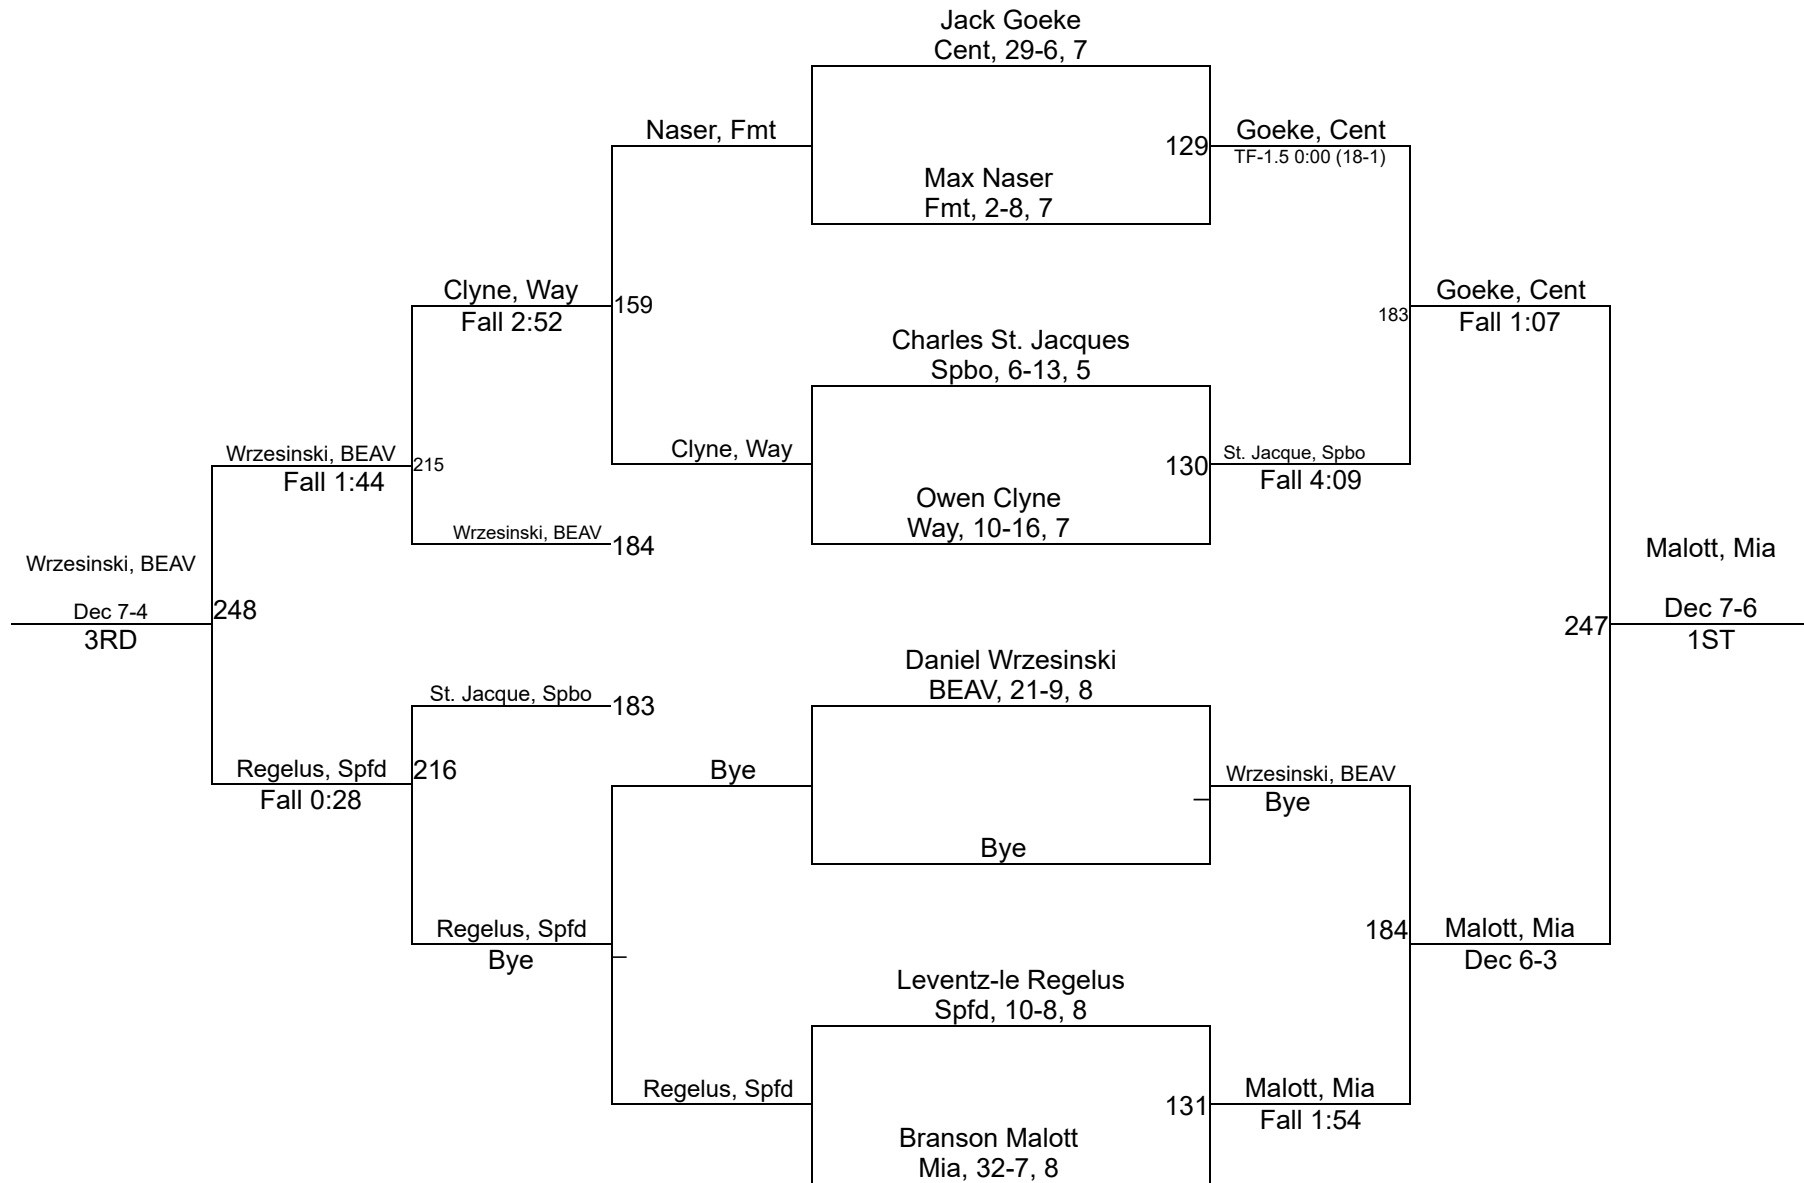 Jack Goeke
Cent, 29-6, 7
Naser, Fmt
129
Goeke, Cent
TF-1.5 0:00 (18-1)
Max Naser
Fmt, 2-8, 7
Clyne, Way
Fall 2:52
159
183
Goeke, Cent
Fall 1:07
Charles St. Jacques
Spbo, 6-13, 5
Wrzesinski, BEAV
Fall 1:44
215
Clyne, Way
130
St. Jacque, Spbo
Fall 4:09
Owen Clyne
Way, 10-16, 7
Wrzesinski, BEAV
184
Wrzesinski, BEAV
Dec 7-4
3RD
248
247
Malott, Mia
Dec 7-6
1ST
Daniel Wrzesinski
BEAV, 21-9, 8
St. Jacque, Spbo
183
Regelus, Spfd
Fall 0:28
216
Bye
Wrzesinski, BEAV
Bye
Bye
Regelus, Spfd
Bye
184
Malott, Mia
Dec 6-3
Leventz-le Regelus
Spfd, 10-8, 8
Regelus, Spfd
131
Malott, Mia
Fall 1:54
Branson Malott
Mia, 32-7, 8